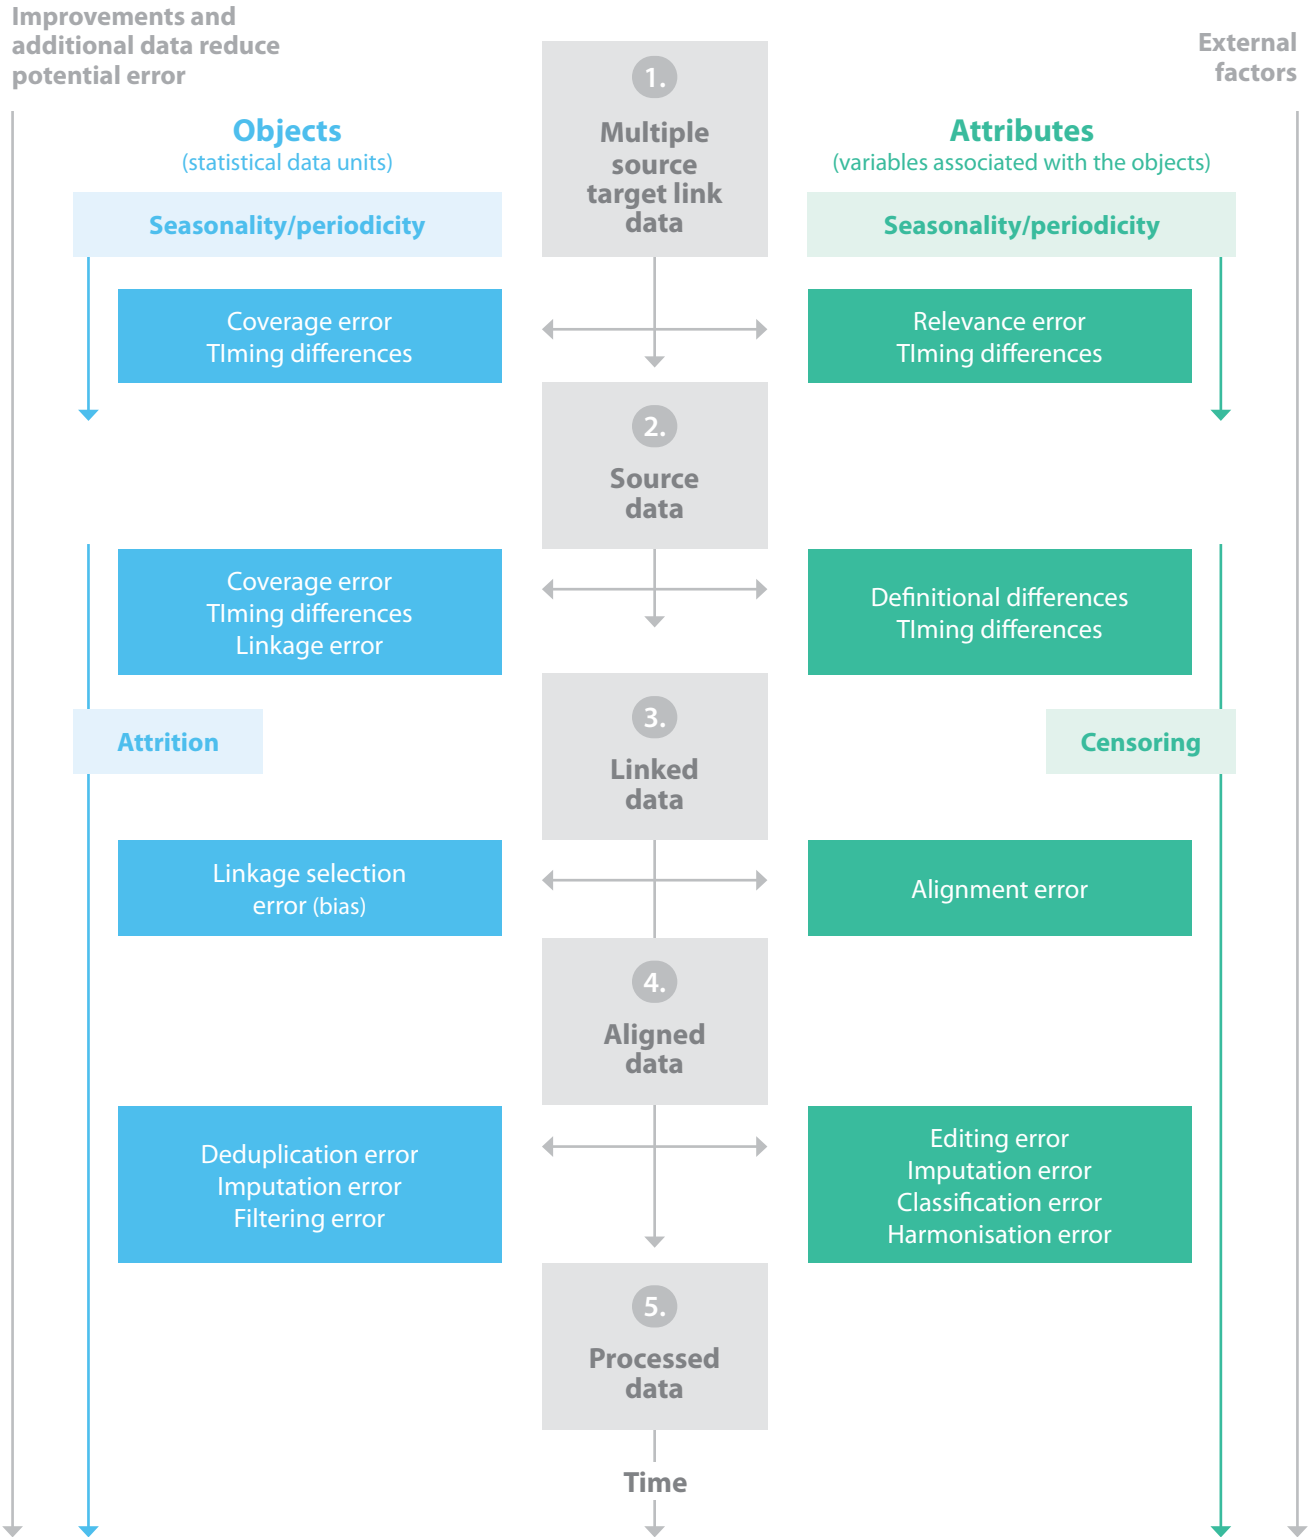 Improvements and
additional data reduce
potential error
External
factors
Objects
(statistical data units)
1.
Multiple
source
target link
data
Attributes
(variables associated with the objects)
Seasonality/periodicity
Seasonality/periodicity
Coverage error
TIming differences
Relevance error
TIming differences
2.
Source
data
Coverage error
TIming differences
Linkage error
Definitional differences
TIming differences
Attrition
3.
Linked
data
Censoring
Linkage selection
error (bias)
Alignment error
4.
Aligned
data
Deduplication error
Imputation error
Filtering error
Editing error
Imputation error
Classification error
Harmonisation error
5.
Processed
data
Time